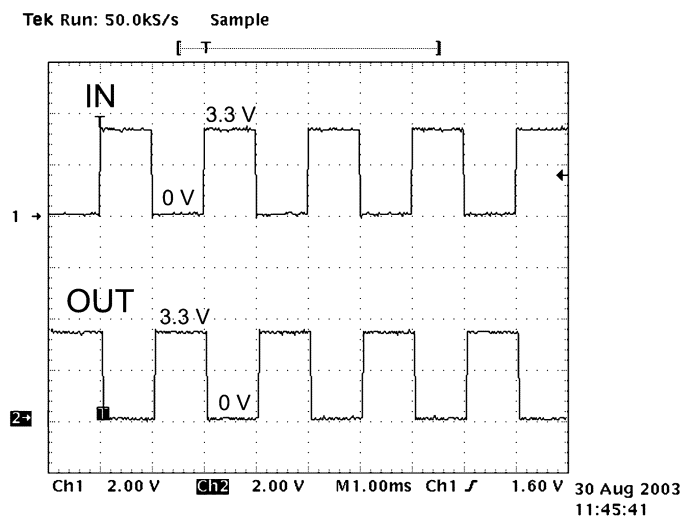 Tek Run: 50.0kS/s Sample
T
IN
T
3.3 V
0 V
1
OUT
3.3 V
0 V
T
2
Ch1 2.00 V Ch2 2.00 V M1.00ms Ch1 1.60 V
30 Aug 2003
11:45:41